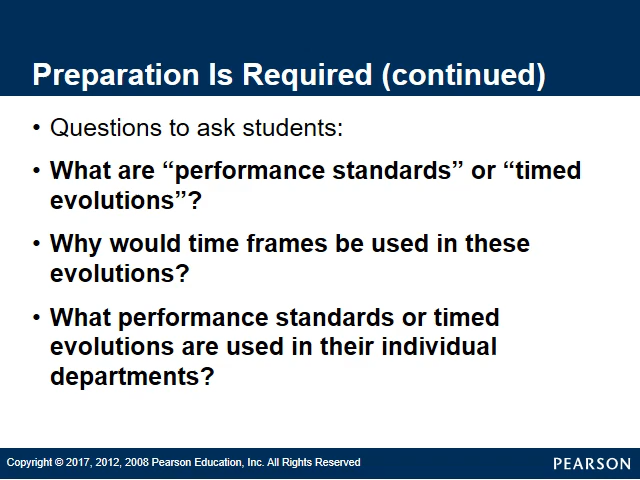 Preparation Is Required (continued)
• Questions to ask students:
• What are “performance standards” or “timed
evolutions”?
• Why would time frames be used in these
evolutions?
• What performance standards or timed
evolutions are used in their individual
departments?
Copyright © 2017, 2012, 2008 Pearson Education, Inc. All Rights Reserved
PEARSON